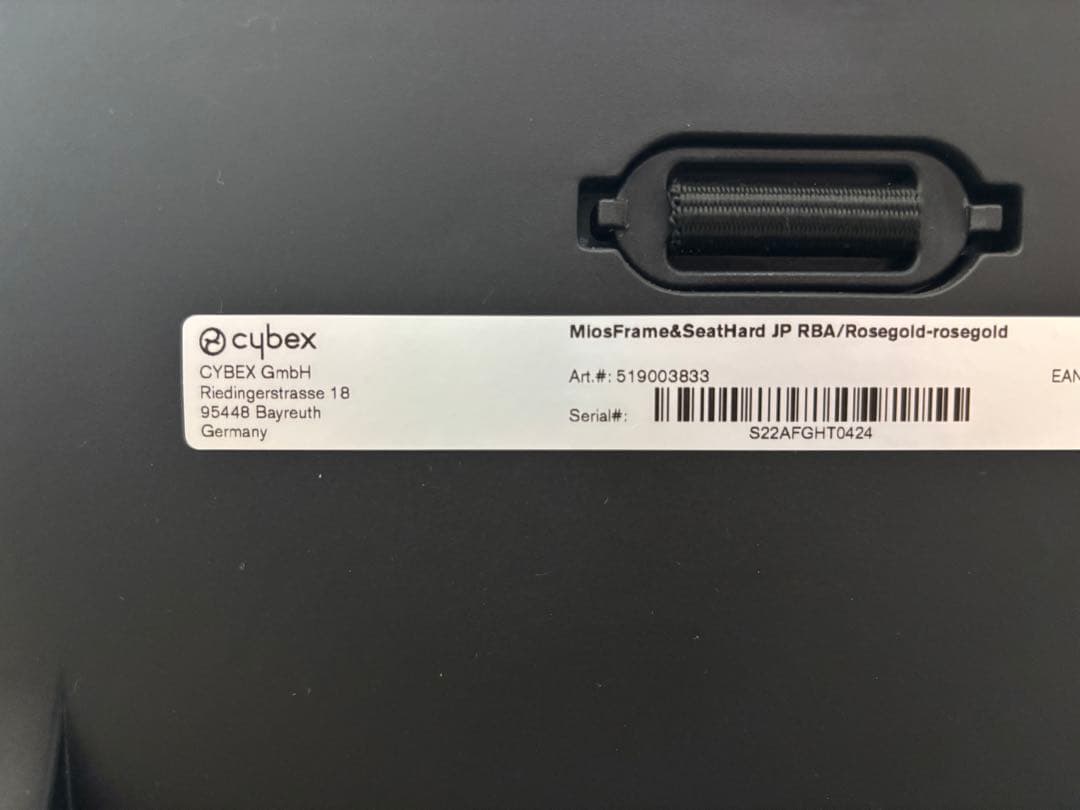 cybex
CYBEX GmbH
Riedingerstrasse 18
95448 Bayreuth
Germany
MiosFrame&SeatHard JP RBA/Rosegold-rosegold
Art.#: 519003833
Serial#:
S22AFGHT0424
EAN